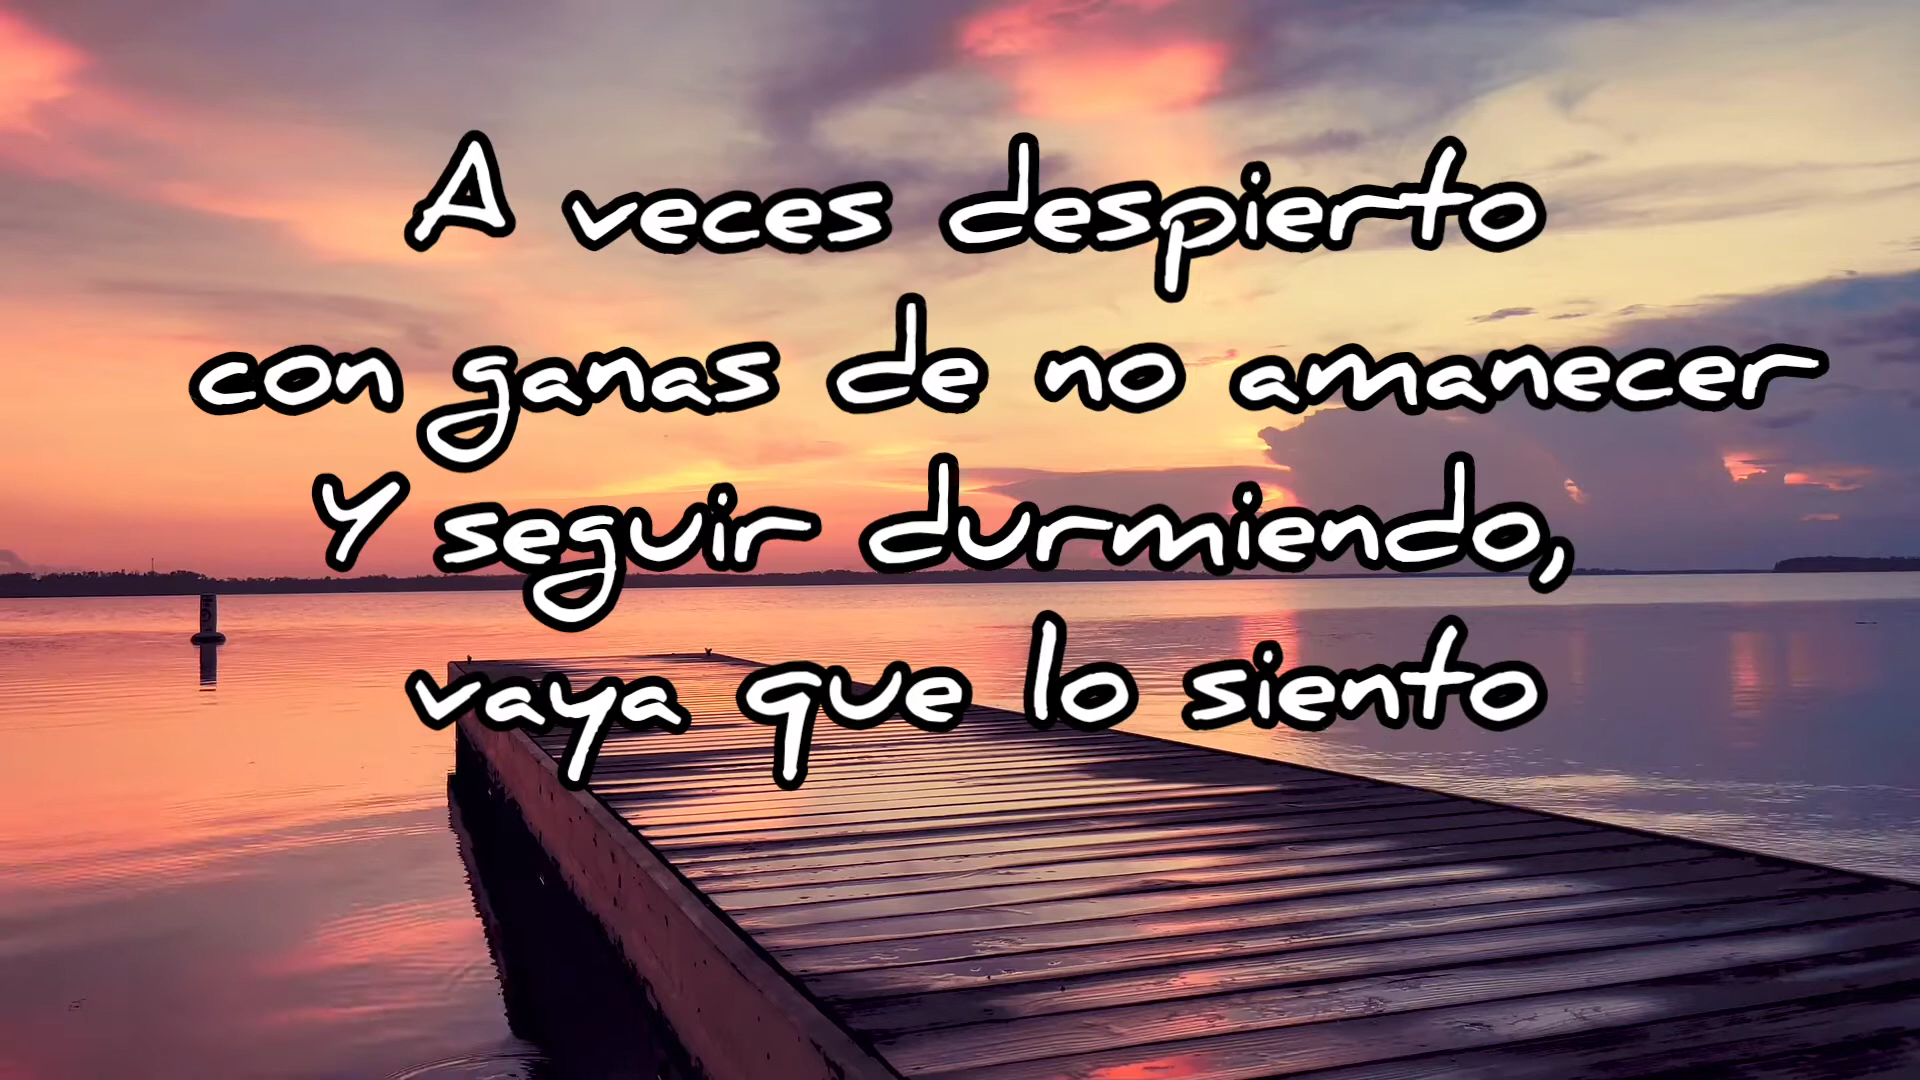 A veces despierto
con ganas de no amanecer
Y seguir durmiendo,
vaya que lo siento